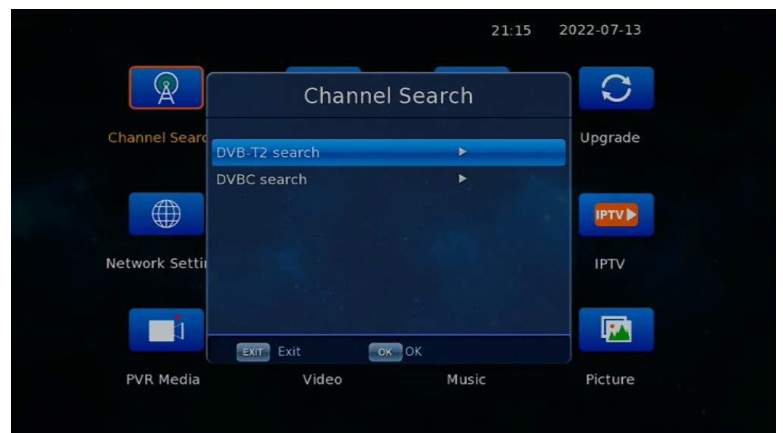 21:15 2022-07-13
Channel Search
Channel Searc
Upgrade
DVB-T2 search
DVBC search
IPTV
Network Settin
IPTV
EXIT Exit OK OK
PVR Media
Video
Music
Picture